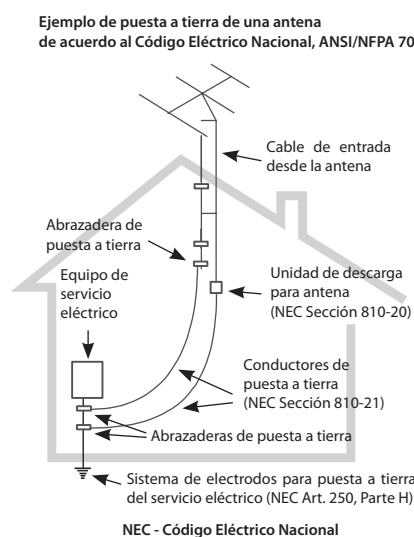 Ejemplo de puesta a tierra de una antena
de acuerdo al Código Eléctrico Nacional, ANSI/NFPA 70
Cable de entrada
desde la antena
Abrazadera de
puesta a tierra
Equipo de
servicio
eléctrico
Unidad de descarga
para antena
(NEC Sección 810-20)
Conductores de
puesta a tierra
(NEC Sección 810-21)
Abrazaderas de puesta a tierra
Sistema de electrodos para puesta a tierra
del servicio eléctrico (NEC Art. 250, Parte H)
NEC - Código Eléctrico Nacional